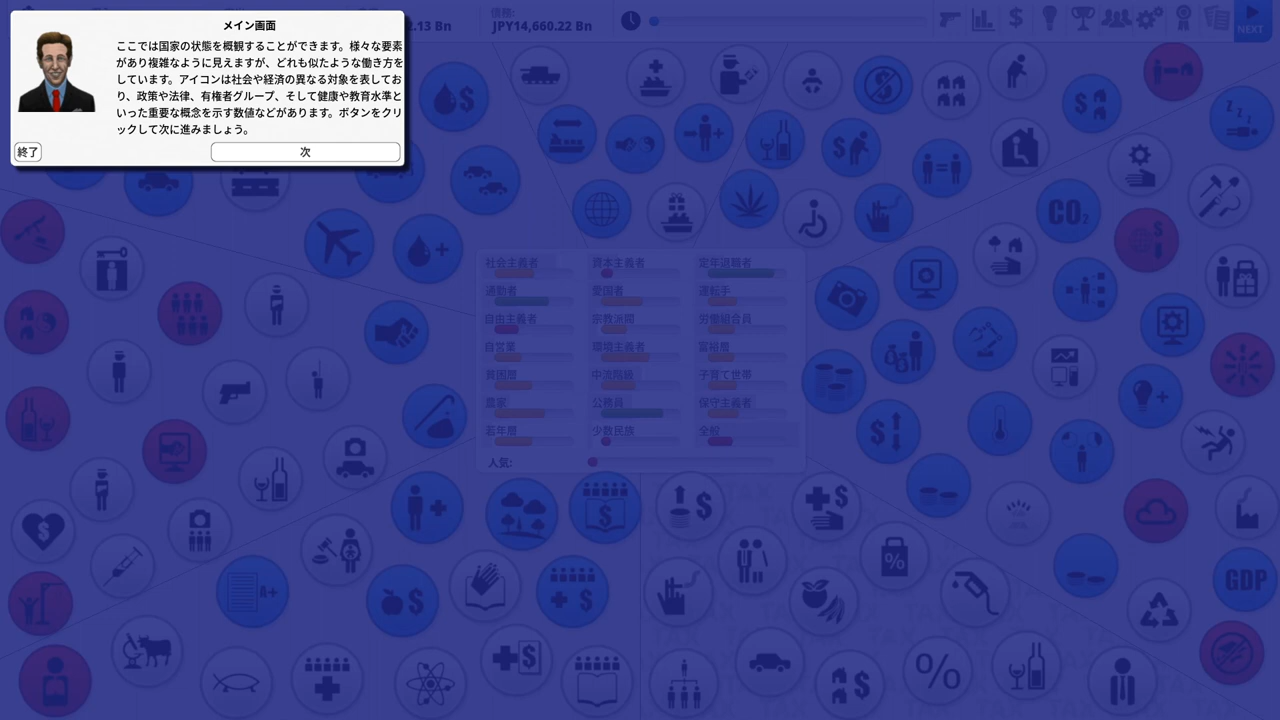 メイン画面
ここでは国家の状態を概観することができます。様々な要素
があり複雑なように見えますが、どれも似たような働き方を
しています。アイコンは社会や経済の異なる対象を表してお
り、政策や法律、有権者グループ、そして健康や教育水準と
いった重要な概念を示す数値などがあります。ボタンをクリ
ックして次に進みましょう。
終了
次
債務:
2.13 Bn
JPY14,660.22 Bn
NEXT
社会主義者
資本主義者
定年退職者
通勤者
愛国者
運転手
自由主義者
宗教派閥
労働組合員
自営業
環境主義者
富裕層
貧困層
中流階級
子育て世帯
農家
公務員
保守主義者
若年層
少数民族
全般
人気:
CO2
GDP
A+